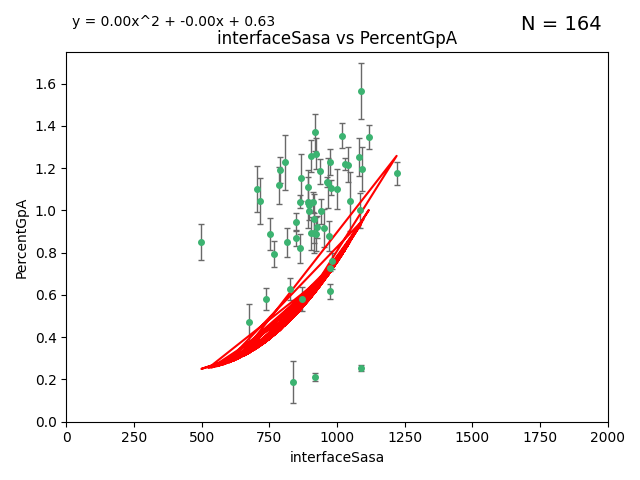 y = 0.00x^2 + -0.00x + 0.63
N = 164
interfaceSasa vs PercentGpA
PercentGpA
1.6
1.4
1.2
1.0
0.8
0.6
0.4
0.2
0.0
0 250 500 750 1000 1250 1500 1750 2000
interfaceSasa